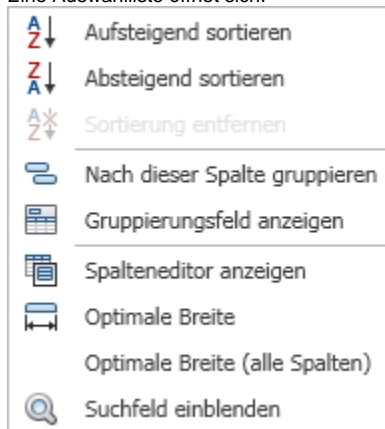 Eine Auswahlliste öffnet sich.
Aufsteigend sortieren
Absteigend sortieren
Sortierung entfernen
Nach dieser Spalte gruppieren
Gruppierungsfeld anzeigen
Spalteneditor anzeigen
Optimale Breite
Optimale Breite (alle Spalten)
Suchfeld einblenden